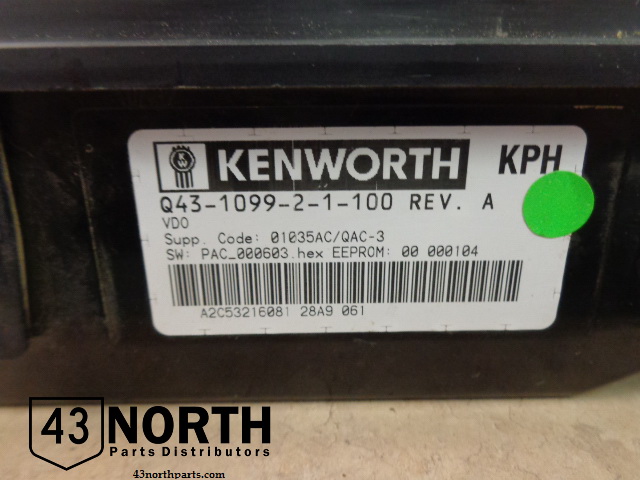 KW KENWORTH KPH
Q43-1099-2-1-100 REV. A
VDO
Supp. Code: 01035AC/QAC-3
SW: PAC_000603.hex EEPROM: 00 000104
A2C53216081 28A9 061
43 NORTH
Parts Distributors
43northparts.com